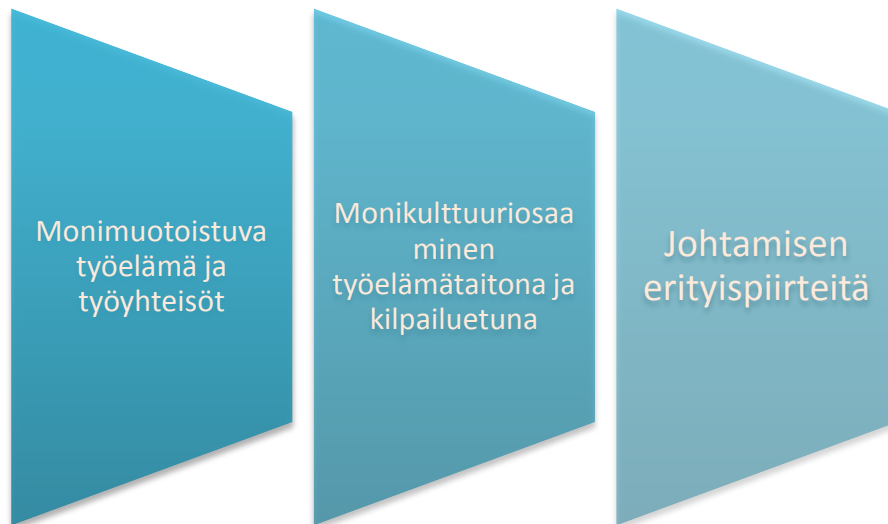 Monimuotoistuva
työelämä ja
työyhteisöt
Monikulttuuriosaa
minen
työelämätaitona ja
kilpailuetuna
Johtamisen
erityispiirteitä